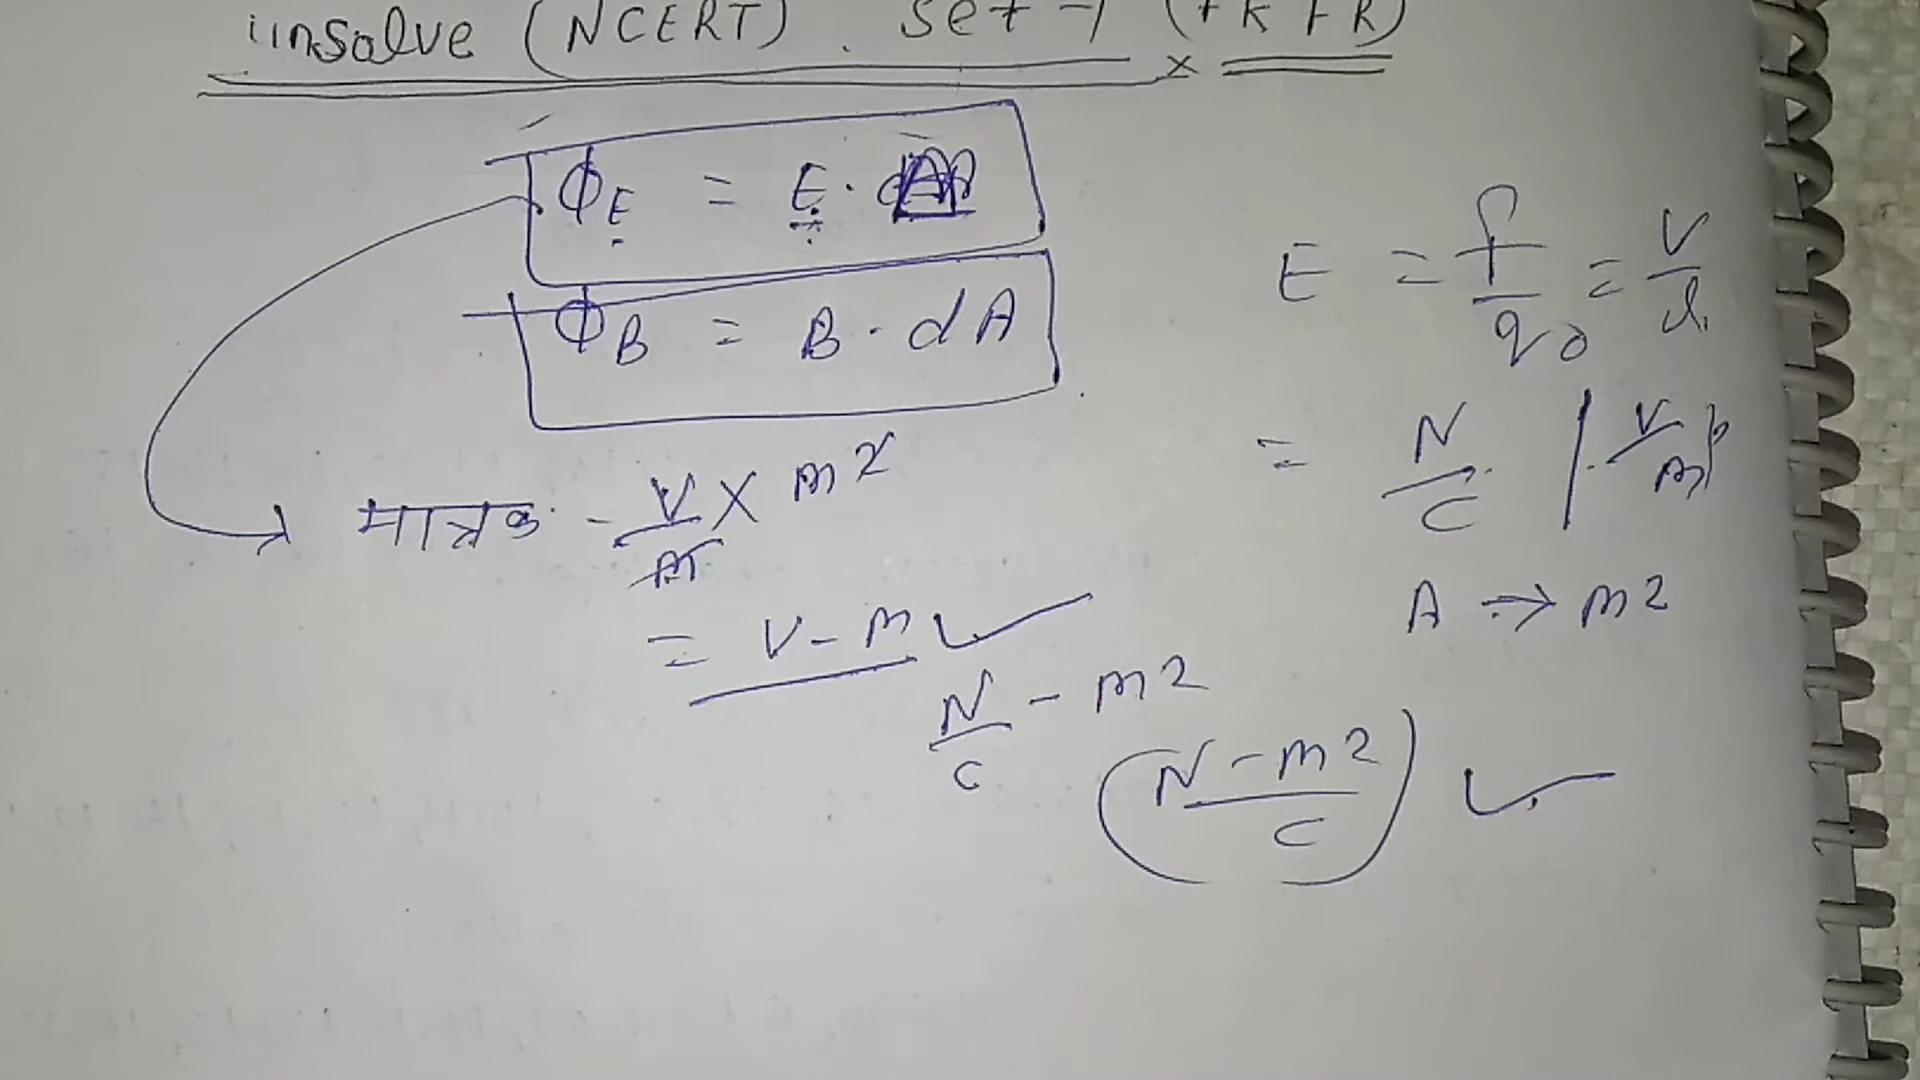 unsolve (NCERT). Set-1
ΦE = E · dA
ΦB = B · dA
E = f/q0 = V/d
= N/C | V/m
A → m2
मात्रक - V/m × m2
= V-m ✓
N/C - m2
(N-m2/C) ✓